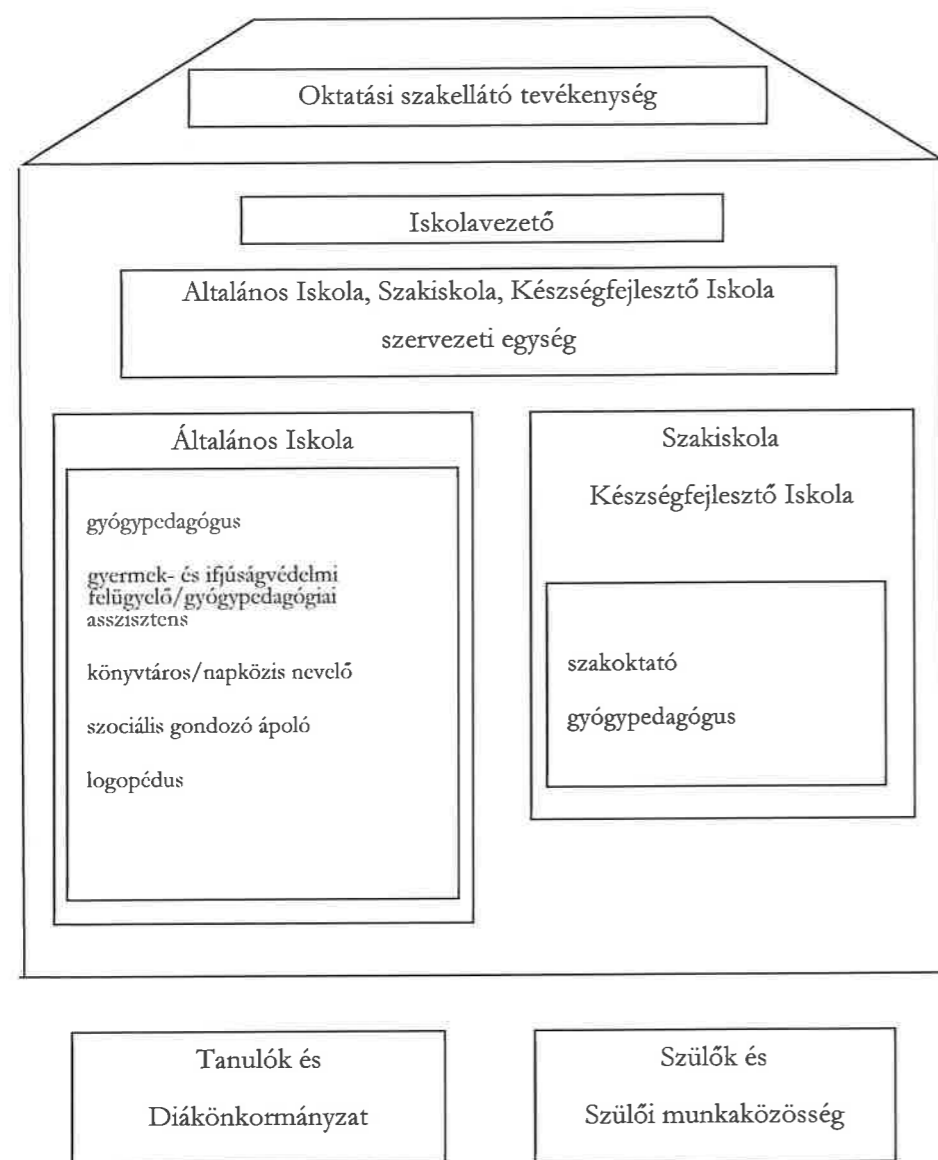 Oktatási szakellátó tevékenység
Iskolavezető
Általános Iskola, Szakiskola, Készségfejlesztő Iskola
szervezeti egység
Általános Iskola
gyógypedagógus
gyermek- és ifjúságvédelmi
felügyelő/gyógypedagógiai
asszisztens
könyvtáros/napközis nevelő
szociális gondozó ápoló
logopédus
Szakiskola
Készségfejlesztő Iskola
szakoktató
gyógypedagógus
Tanulók és
Diákönkormányzat
Szülők és
Szülői munkaközösség